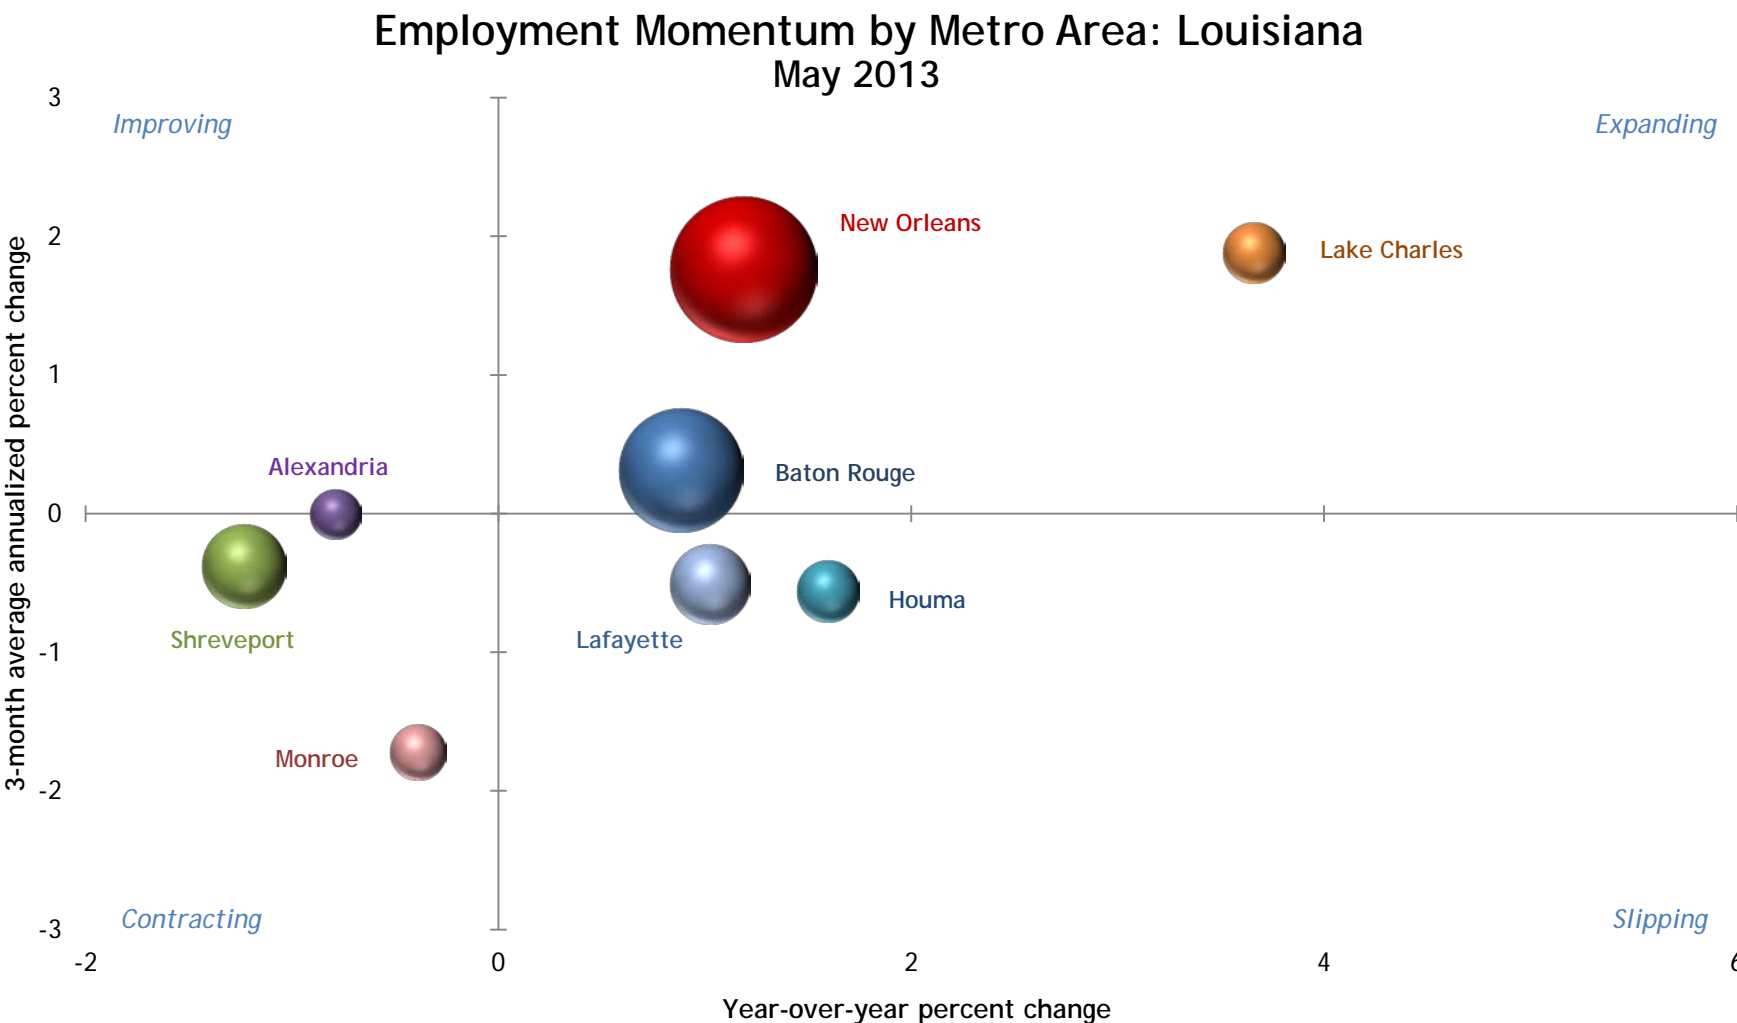 Employment Momentum by Metro Area: Louisiana
May 2013
3
Improving
Expanding
New Orleans
2
Lake Charles
3-month average annualized percent change
1
Alexandria
Baton Rouge
0
Houma
Shreveport
Lafayette
-1
Monroe
-2
Contracting
Slipping
-3
-2
0
2
4
6
Year-over-year percent change